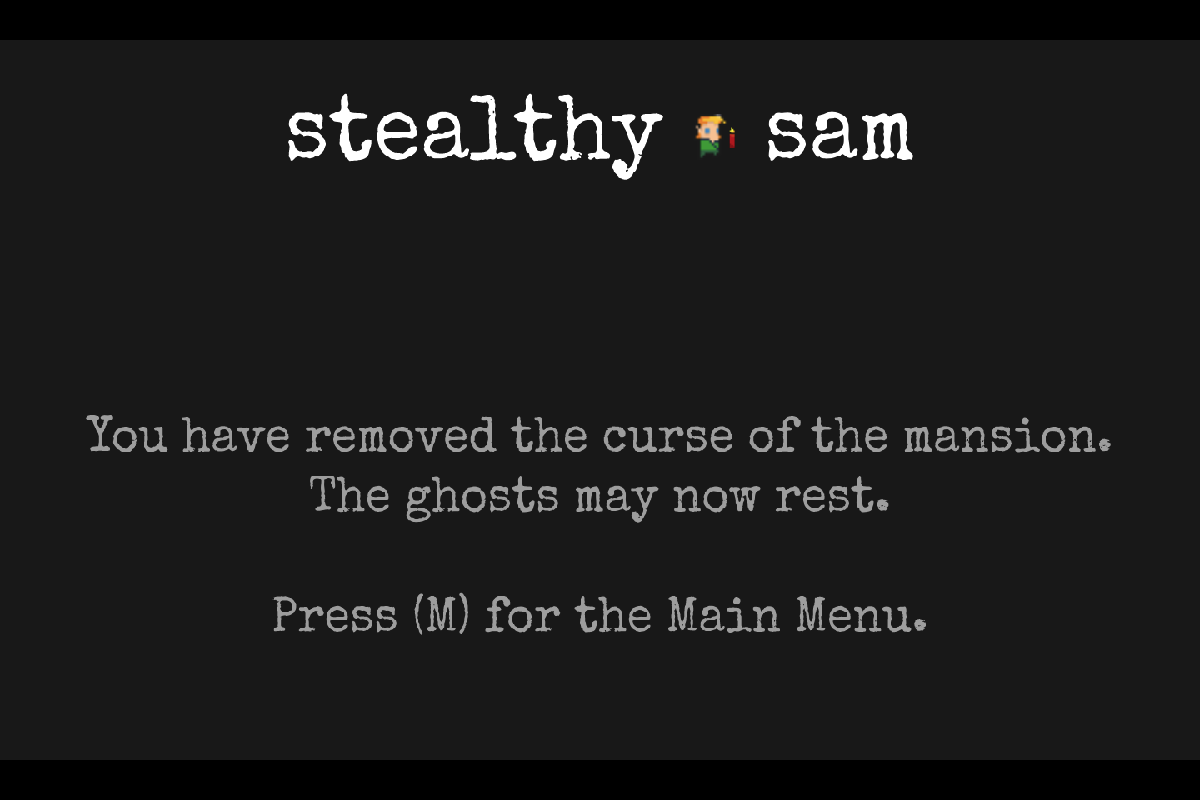 stealthy sam
You have removed the curse of the mansion.
The ghosts may now rest.
Press (M) for the Main Menu.